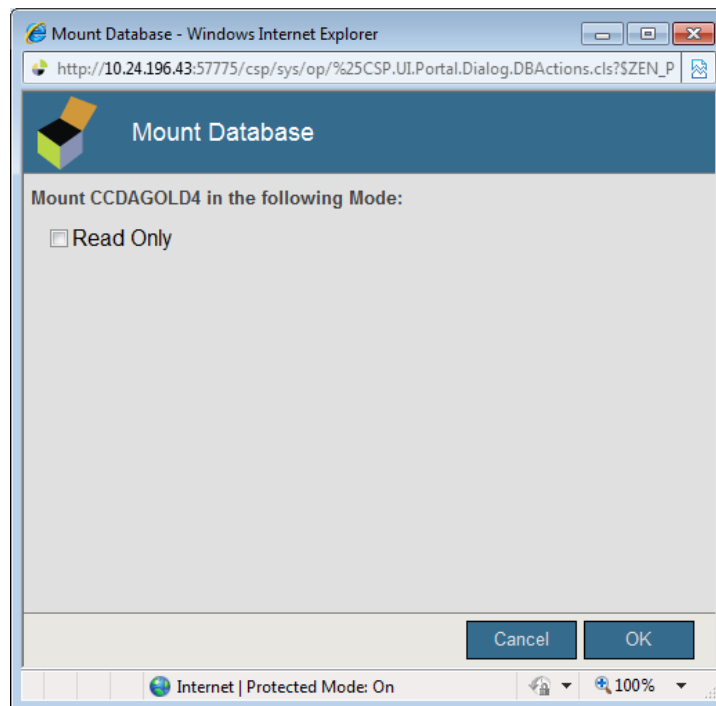 Mount Database - Windows Internet Explorer
http://10.24.196.43:57775/csp/sys/op/%25CSP.UI.Portal.Dialog.DBActions.cls?$ZEN_P
Mount Database
Mount CCDAGOLD4 in the following Mode:
Read Only
Cancel OK
Internet | Protected Mode: On 100%